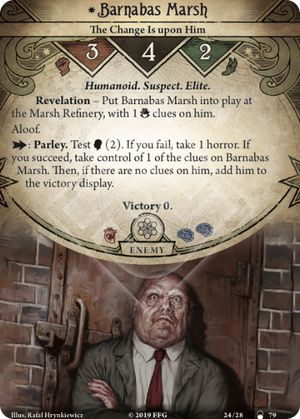 Barnabas Marsh
The Change Is upon Him
3 4 2
Humanoid. Suspect. Elite.
Revelation – Put Barnabas Marsh into play at
the Marsh Refinery, with 1 clues on him.
Aloof.
: Parley. Test (2). If you fail, take 1 horror. If
you succeed, take control of 1 of the clues on Barnabas
Marsh. Then, if there are no clues on him, add him to
the victory display.
Victory 0.
ENEMY
Illus. Rafał Hrynkiewicz © 2019 FFG 24/28 79